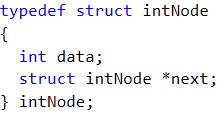 typedef struct intNode
{
  int data;
  struct intNode *next;
} intNode;